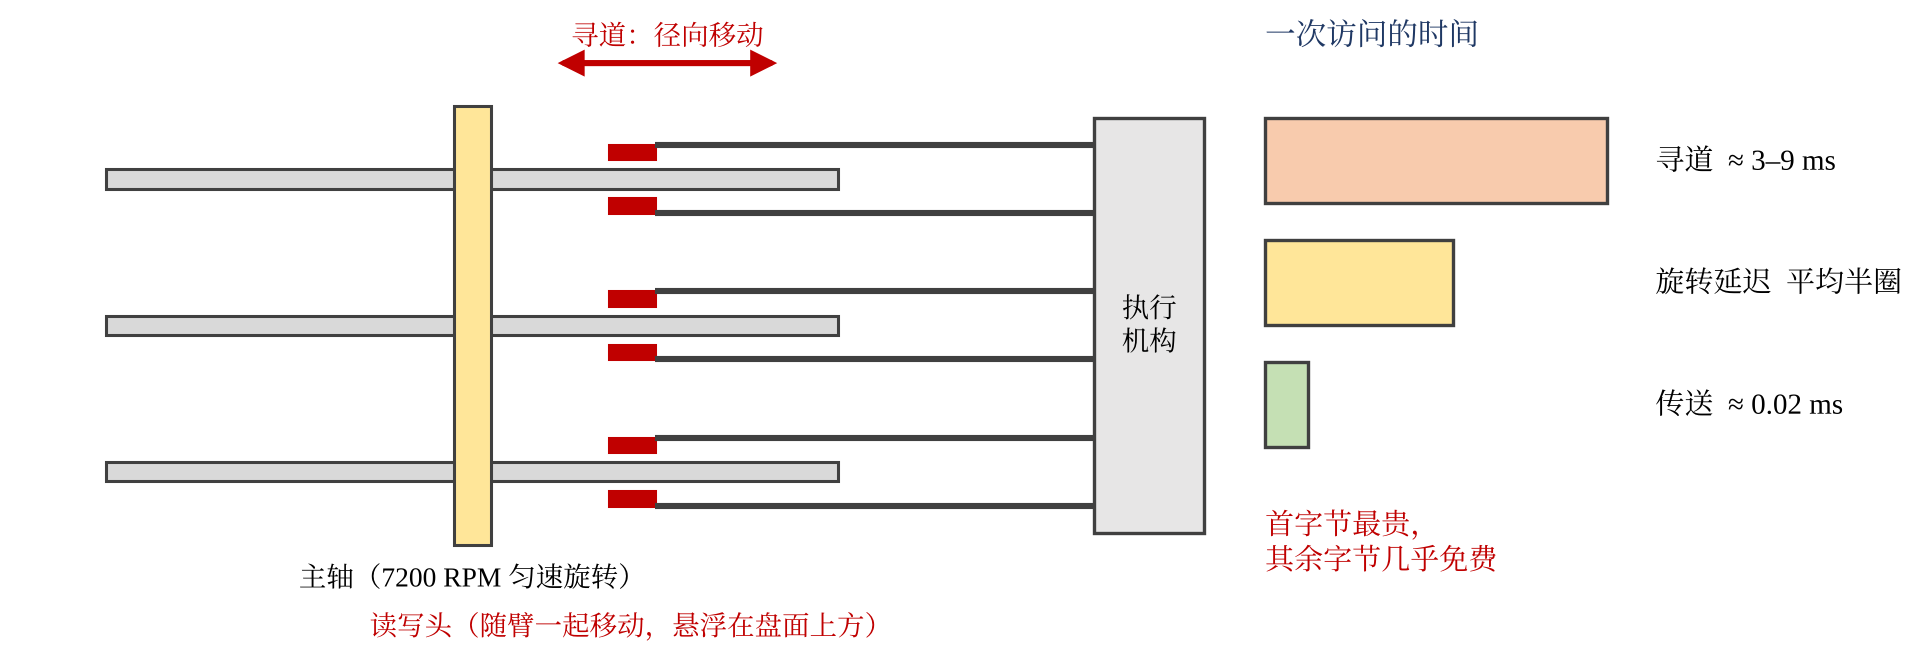 寻道：径向移动
一次访问的时间
寻道 ≈ 3–9 ms
旋转延迟 平均半圈
执行
机构
传送 ≈ 0.02 ms
首字节最贵，
其余字节几乎免费
主轴（7200 RPM 匀速旋转）
读写头（随臂一起移动，悬浮在盘面上方）